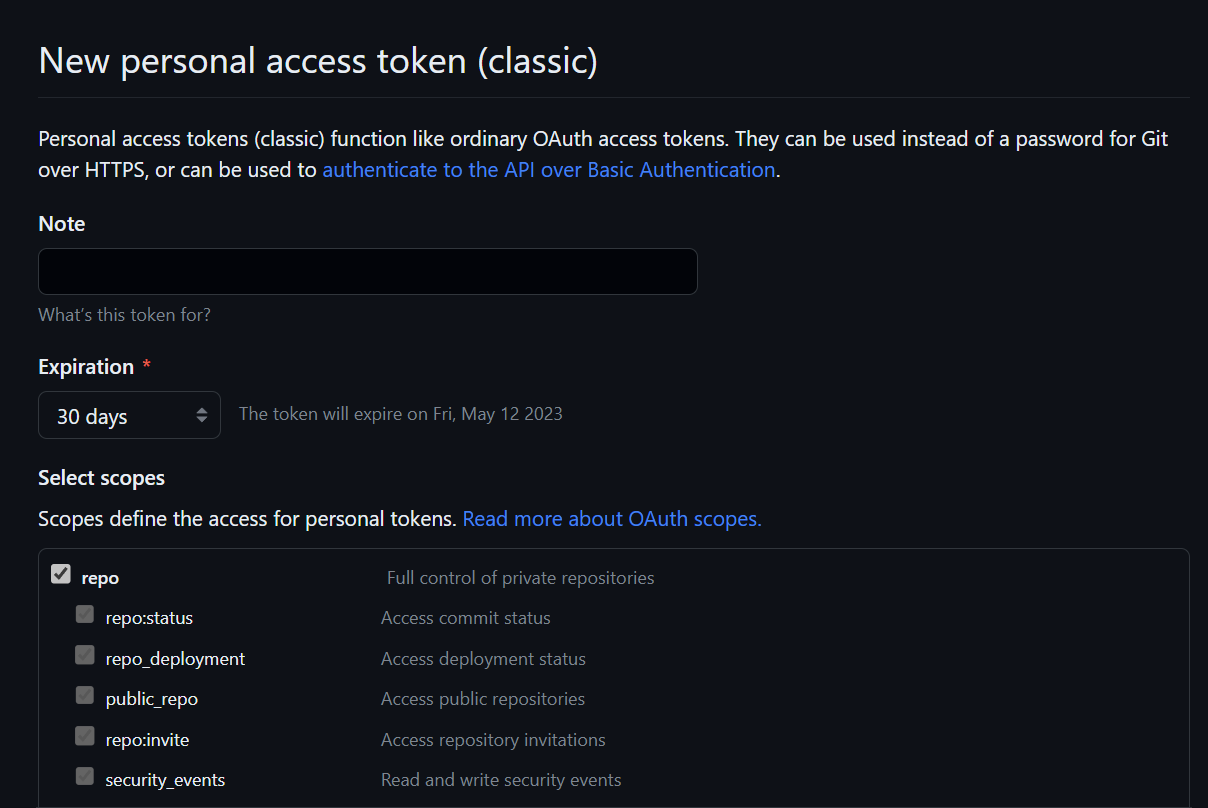 New personal access token (classic)
Personal access tokens (classic) function like ordinary OAuth access tokens. They can be used instead of a password for Git
over HTTPS, or can be used to authenticate to the API over Basic Authentication.
Note
What's this token for?
Expiration *
30 days The token will expire on Fri, May 12 2023
Select scopes
Scopes define the access for personal tokens. Read more about OAuth scopes.
repo Full control of private repositories
repo:status Access commit status
repo_deployment Access deployment status
public_repo Access public repositories
repo:invite Access repository invitations
security_events Read and write security events